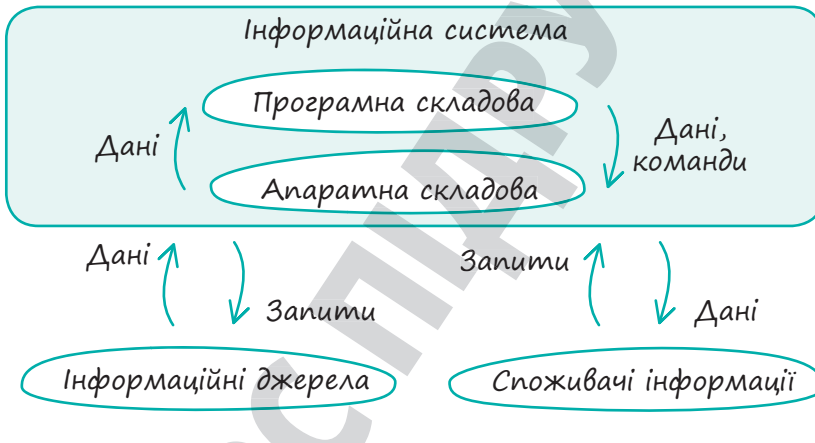 Інформаційна система
Програмна складова
Дані
Дані,
команди
Апаратна складова
Дані
Запити
Запити
Дані
Інформаційні джерела
Споживачі інформації